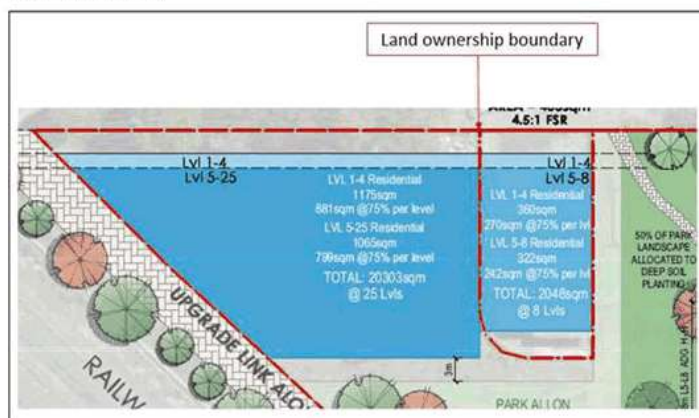 Land ownership boundary
4.5:1 FSR
Lvl 1-4
Lvl 5-25
Lvl 1-4
Lvl 5-8
LVL 1-4 Residential
1175sqm
881sqm @75% per level
LVL 5-25 Residential
1065sqm
799sqm @75% per level
TOTAL: 20303sqm
@ 25 Lvls
LVL 1-4 Residential
360sqm
270sqm @75% per lvl
LVL 5-8 Residential
322sqm
242sqm @75% per lvl
TOTAL: 2048sqm
@ 8 Lvls
50% OF PARK
LANDSCAPE
ALLOCATED TO
DEEP SOIL
PLANTING
UPGRADE LINK ALO
RAILW
3m
PARK ALLON